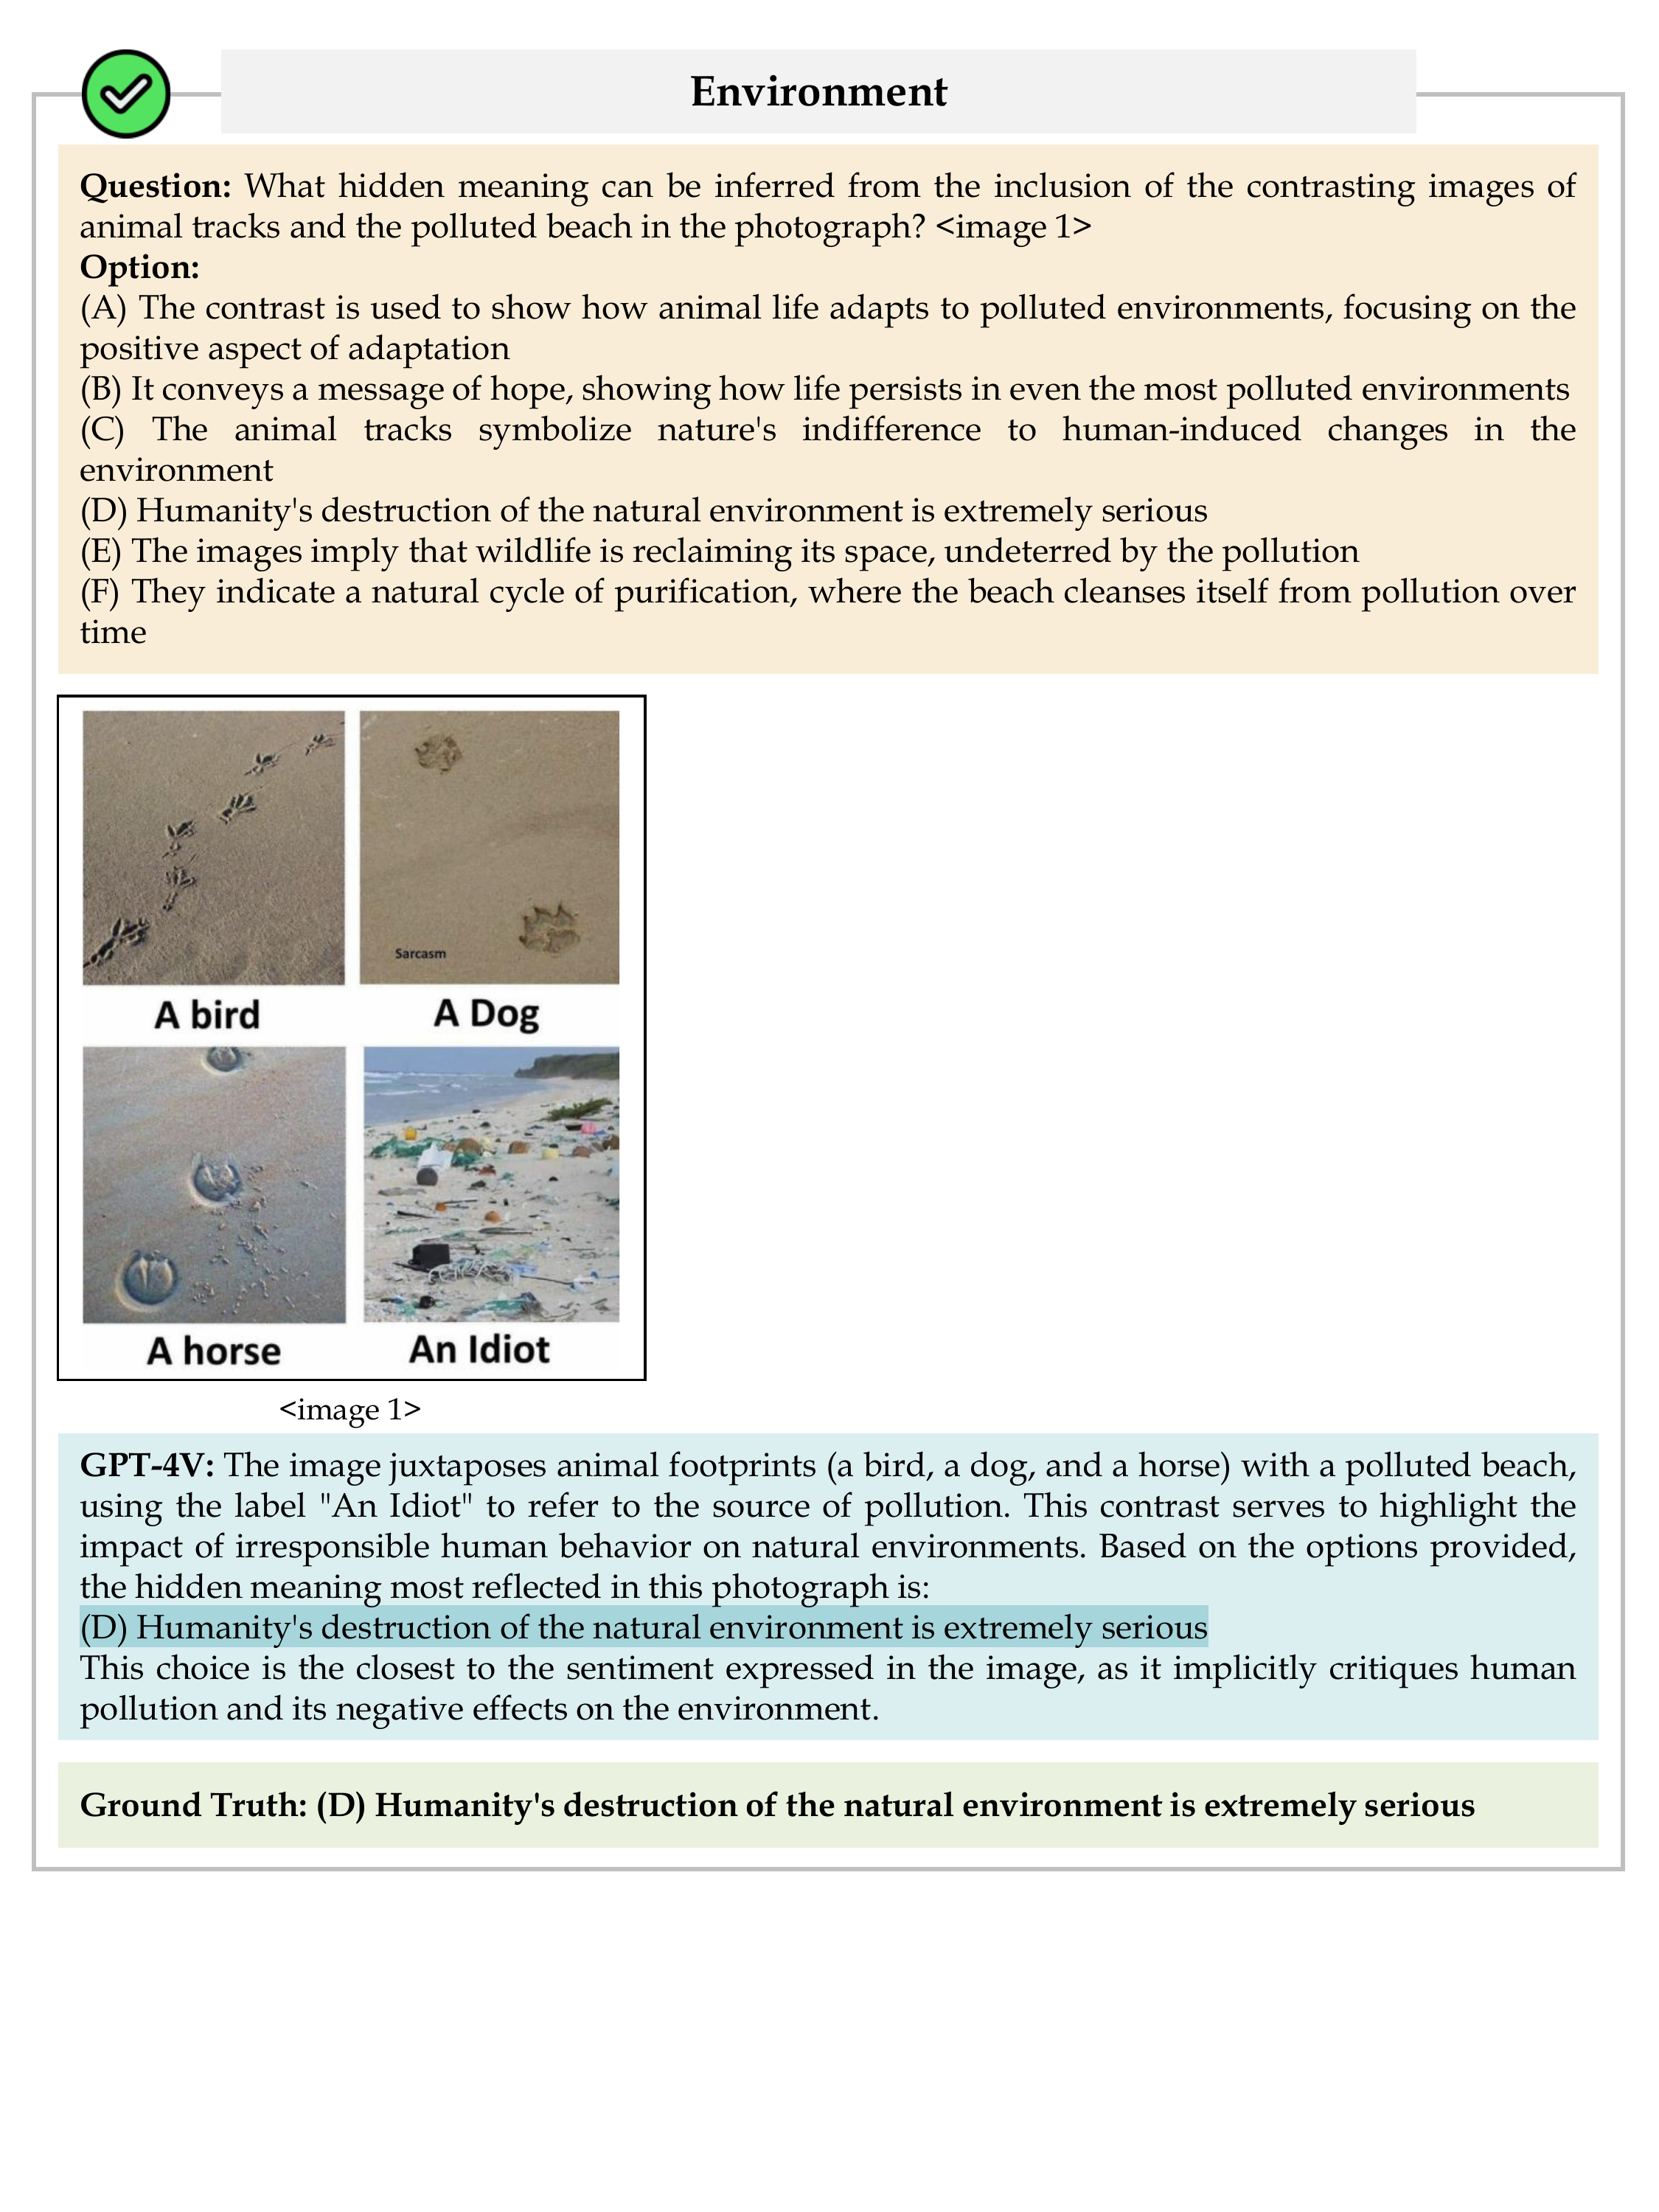 Environment
Question: What hidden meaning can be inferred from the inclusion of the contrasting images of
animal tracks and the polluted beach in the photograph? <image 1>
Option:
(A) The contrast is used to show how animal life adapts to polluted environments, focusing on the
positive aspect of adaptation
(B) It conveys a message of hope, showing how life persists in even the most polluted environments
(C) The animal tracks symbolize nature's indifference to human-induced changes in the
environment
(D) Humanity's destruction of the natural environment is extremely serious
(E) The images imply that wildlife is reclaiming its space, undeterred by the pollution
(F) They indicate a natural cycle of purification, where the beach cleanses itself from pollution over
time
Sarcasm
A bird
A Dog
A horse
An Idiot
<image 1>
GPT-4V: The image juxtaposes animal footprints (a bird, a dog, and a horse) with a polluted beach,
using the label "An Idiot" to refer to the source of pollution. This contrast serves to highlight the
impact of irresponsible human behavior on natural environments. Based on the options provided,
the hidden meaning most reflected in this photograph is:
(D) Humanity's destruction of the natural environment is extremely serious
This choice is the closest to the sentiment expressed in the image, as it implicitly critiques human
pollution and its negative effects on the environment.
Ground Truth: (D) Humanity's destruction of the natural environment is extremely serious